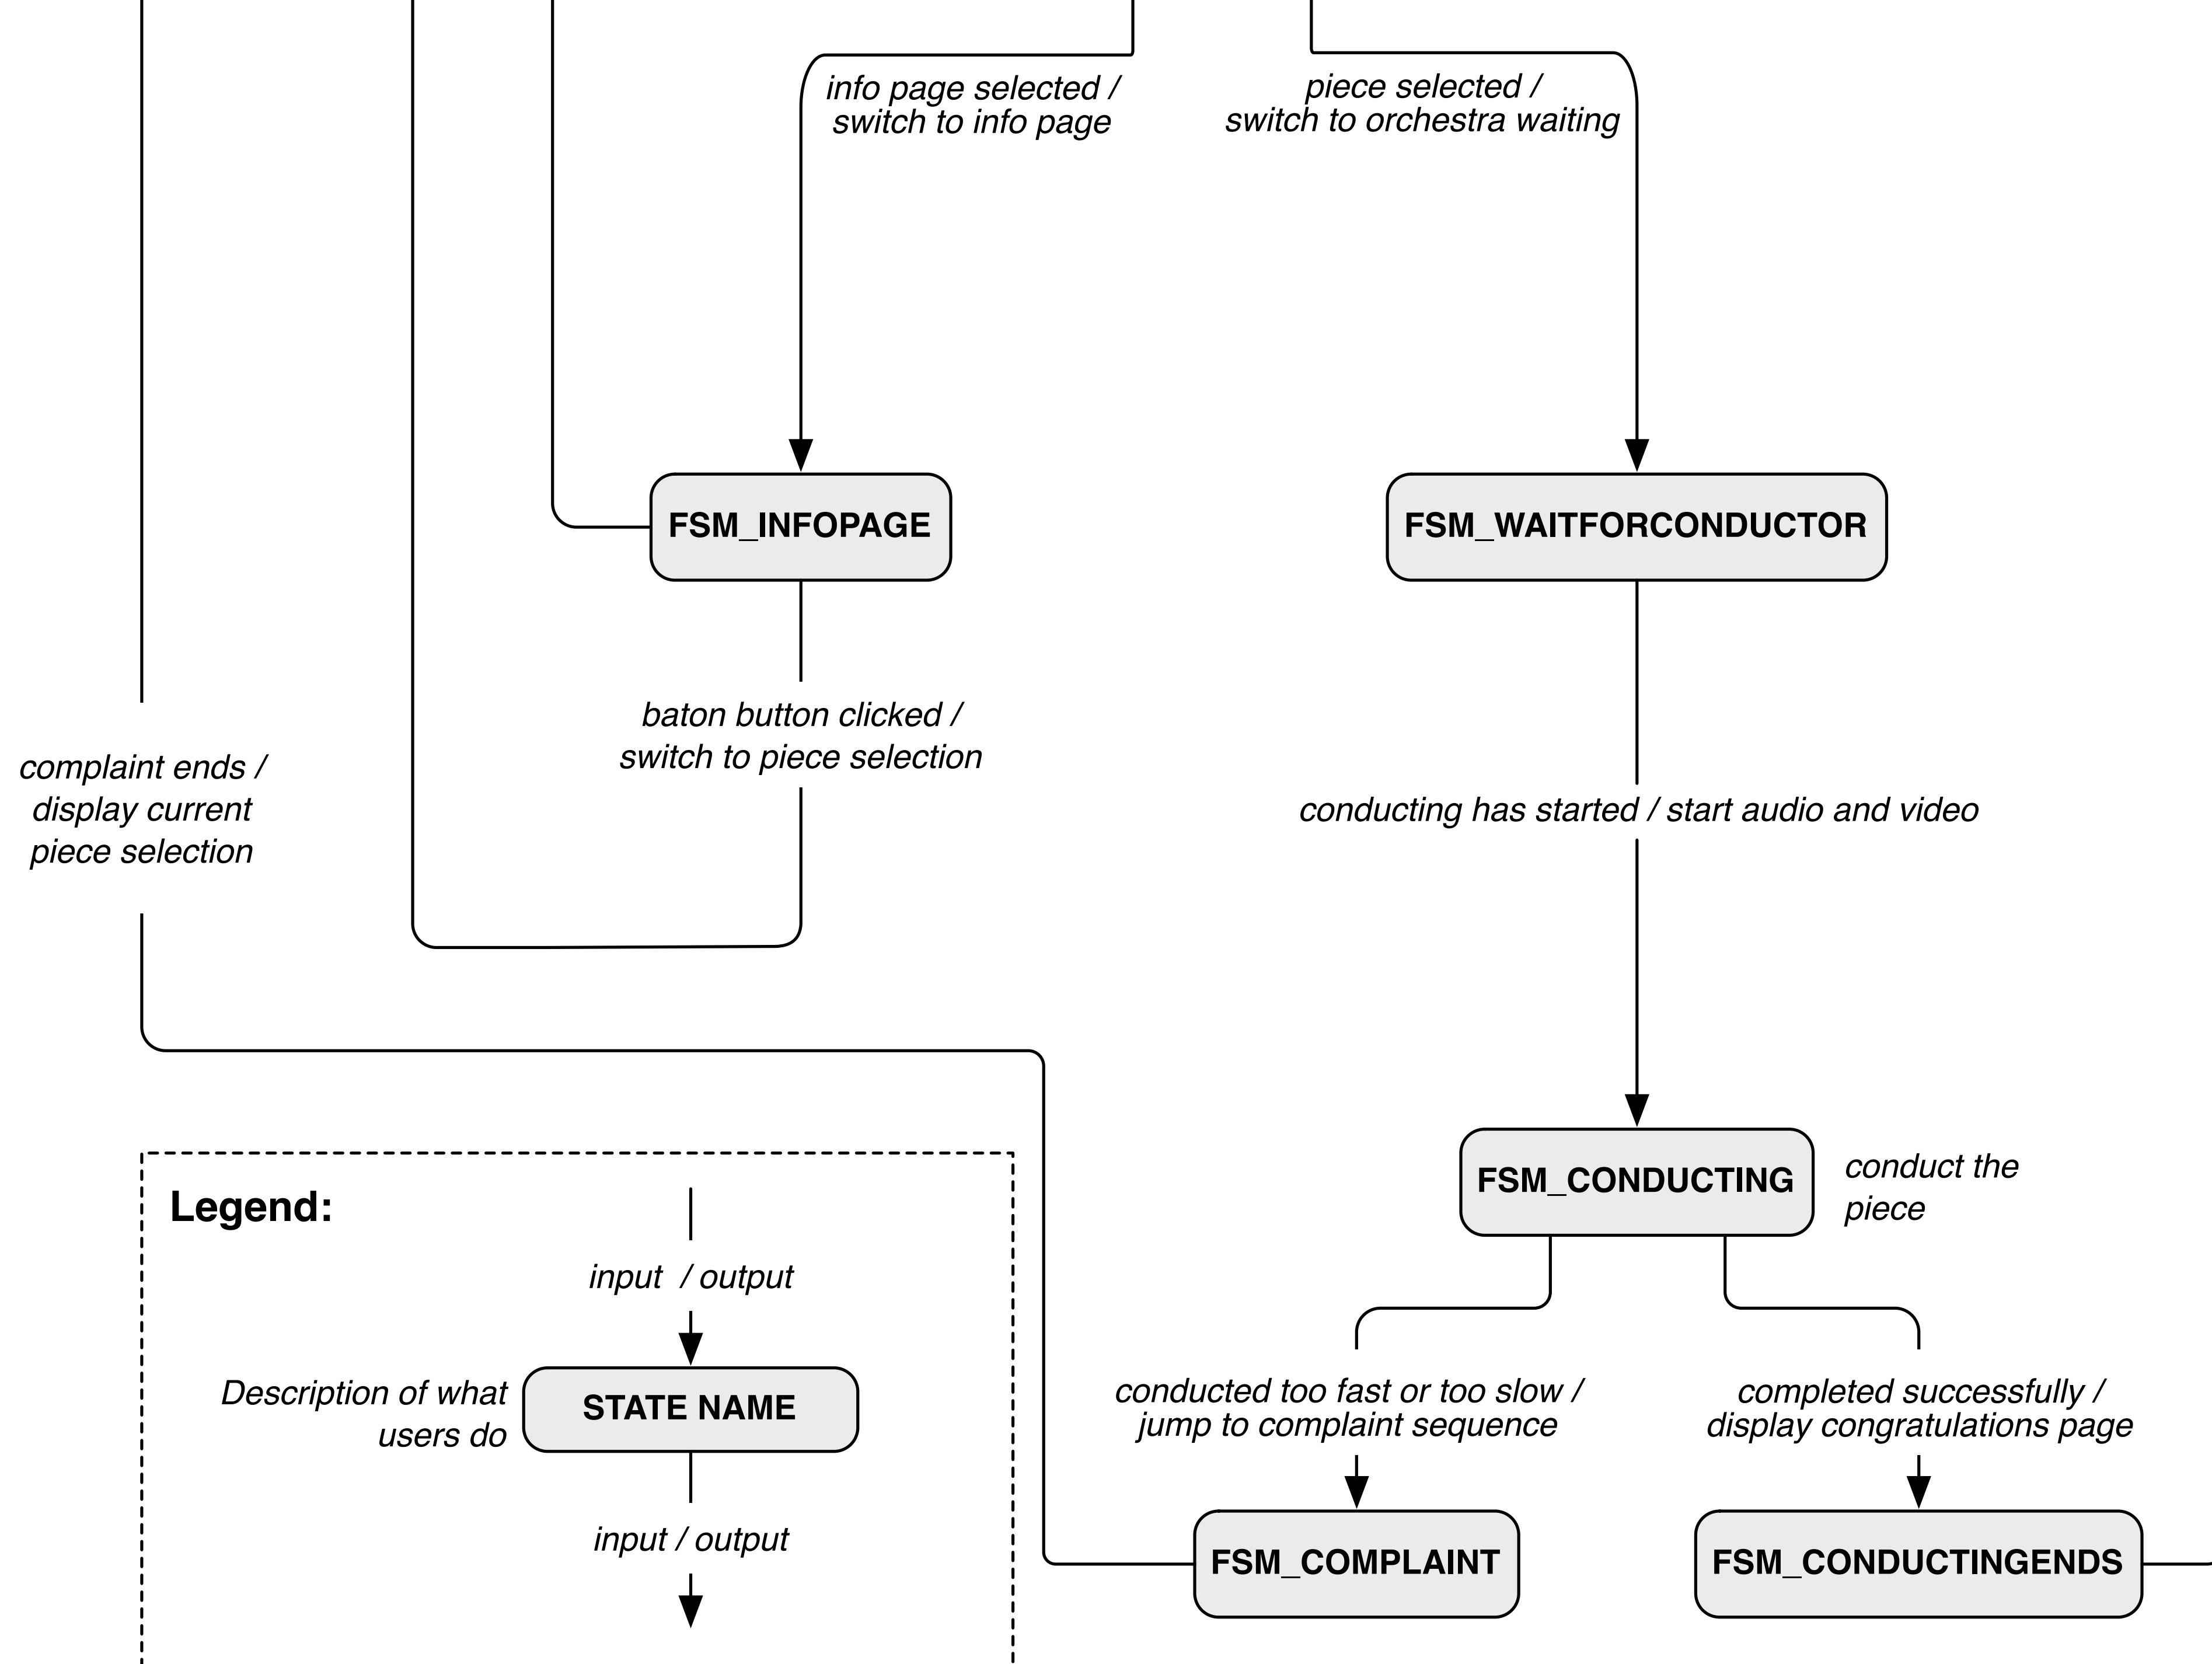 info page selected /
switch to info page
piece selected /
switch to orchestra waiting
FSM_INFOPAGE
FSM_WAITFORCONDUCTOR
baton button clicked /
switch to piece selection
complaint ends /
display current
piece selection
conducting has started / start audio and video
FSM_CONDUCTING
conduct the
piece
Legend:
input / output
Description of what
users do
STATE NAME
input / output
conducted too fast or too slow /
jump to complaint sequence
completed successfully /
display congratulations page
FSM_COMPLAINT
FSM_CONDUCTINGENDS